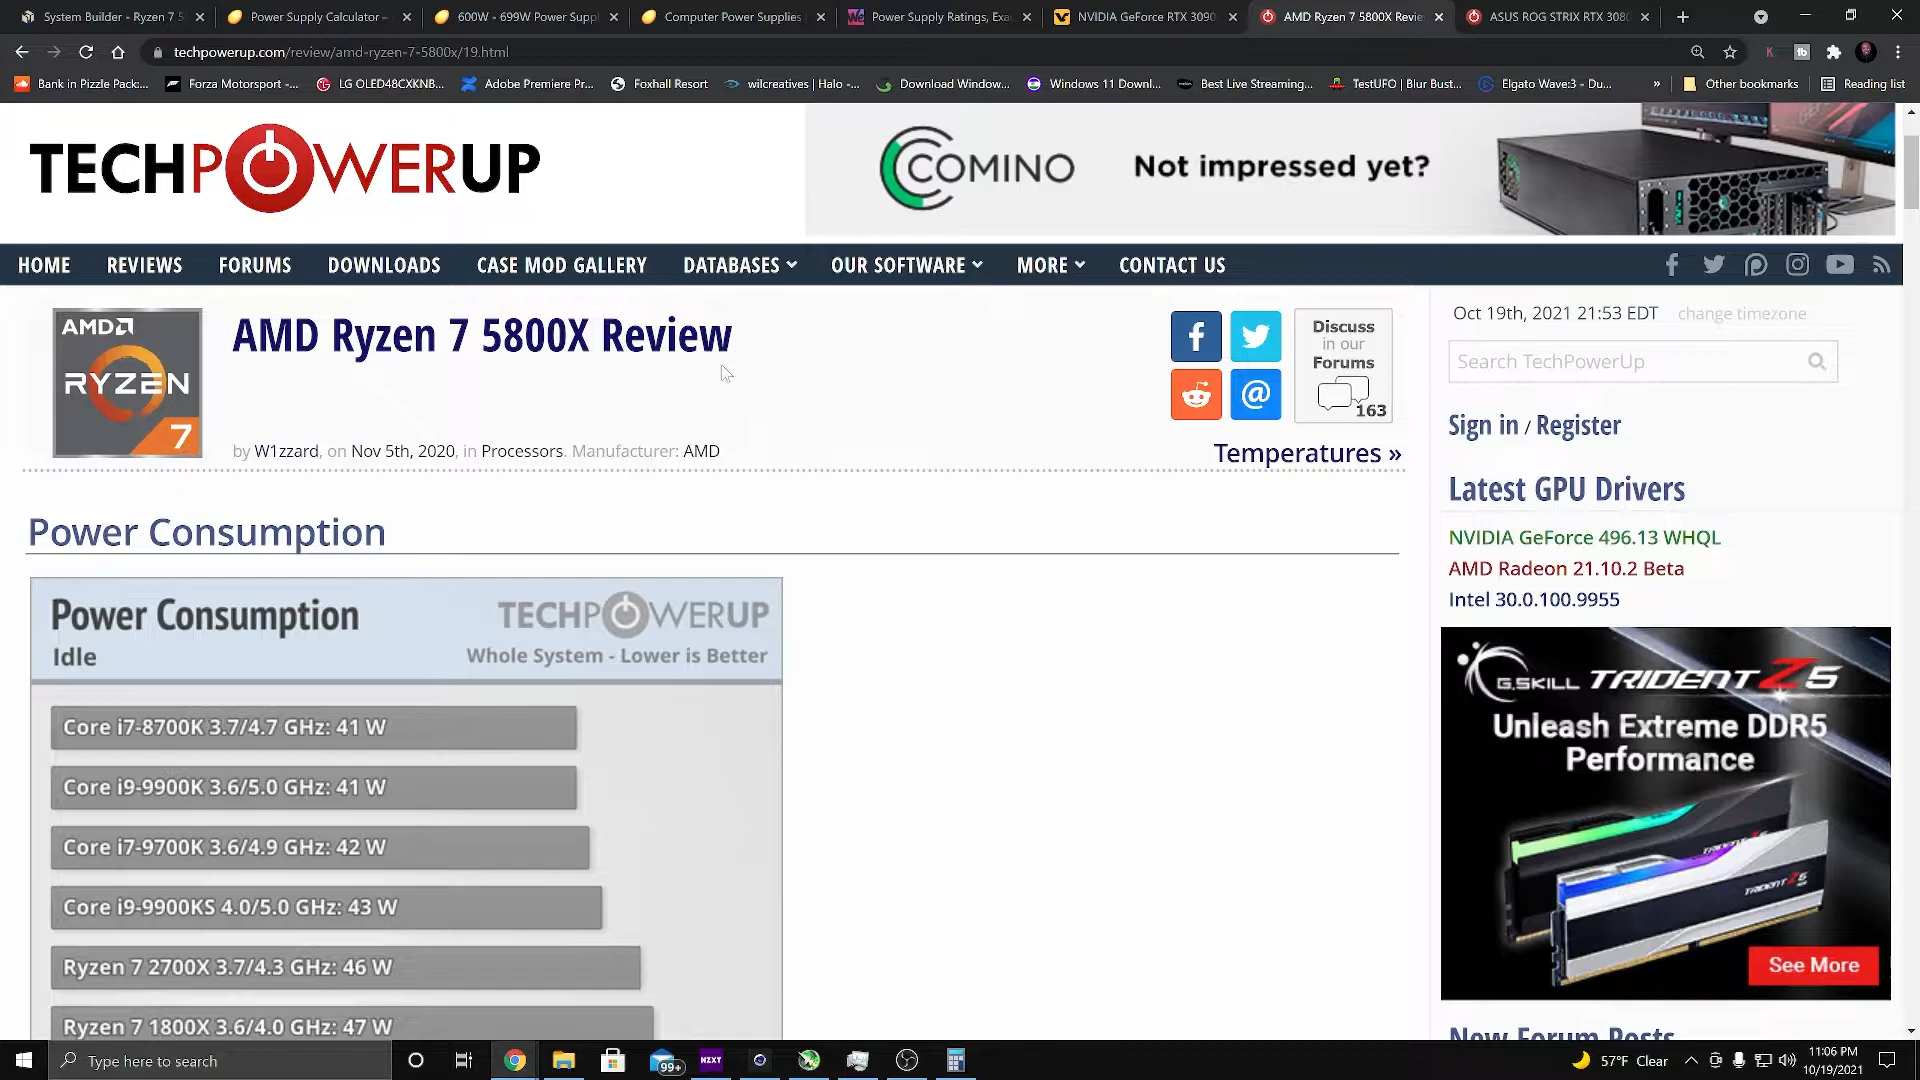 System Builder - Ryzen 7 5
Power Supply Calculator -
600W - 699W Power Suppl
Computer Power Supplies
Power Supply Ratings, Exa
NVIDIA GeForce RTX 3090
AMD Ryzen 7 5800X Revie
ASUS ROG STRIX RTX 3080
techpowerup.com/review/amd-ryzen-7-5800x/19.html
Bank in Pizzle Pack...
Forza Motorsport -...
LG OLED48CXKNB...
Adobe Premiere Pr...
Foxhall Resort
wilcreatives | Halo -...
Download Window...
Windows 11 Downl...
Best Live Streaming...
TestUFO | Blur Bust...
Elgato Wave:3 - Du...
»
Other bookmarks
Reading list
TECHPOWERUP
COMINO
Not impressed yet?
HOME
REVIEWS
FORUMS
DOWNLOADS
CASE MOD GALLERY
DATABASES
OUR SOFTWARE
MORE
CONTACT US
AMD
RYZEN
7
AMD Ryzen 7 5800X Review
by W1zzard, on Nov 5th, 2020, in Processors. Manufacturer: AMD
Discuss
in our
Forums
163
Temperatures »
Oct 19th, 2021 21:53 EDT change timezone
Search TechPowerUp
Sign in / Register
Latest GPU Drivers
NVIDIA GeForce 496.13 WHQL
AMD Radeon 21.10.2 Beta
Intel 30.0.100.9955
Power Consumption
Power Consumption
TECHPOWERUP
Idle
Whole System - Lower is Better
Core i7-8700K 3.7/4.7 GHz: 41 W
Core i9-9900K 3.6/5.0 GHz: 41 W
Core i7-9700K 3.6/4.9 GHz: 42 W
Core i9-9900KS 4.0/5.0 GHz: 43 W
Ryzen 7 2700X 3.7/4.3 GHz: 46 W
Ryzen 7 1800X 3.6/4.0 GHz: 47 W
G.SKILL TRIDENT Z5
Unleash Extreme DDR5
Performance
TRIDENT Z5
See More
New Forum Posts
Type here to search
99+
NZXT
57°F Clear
11:06 PM
10/19/2021